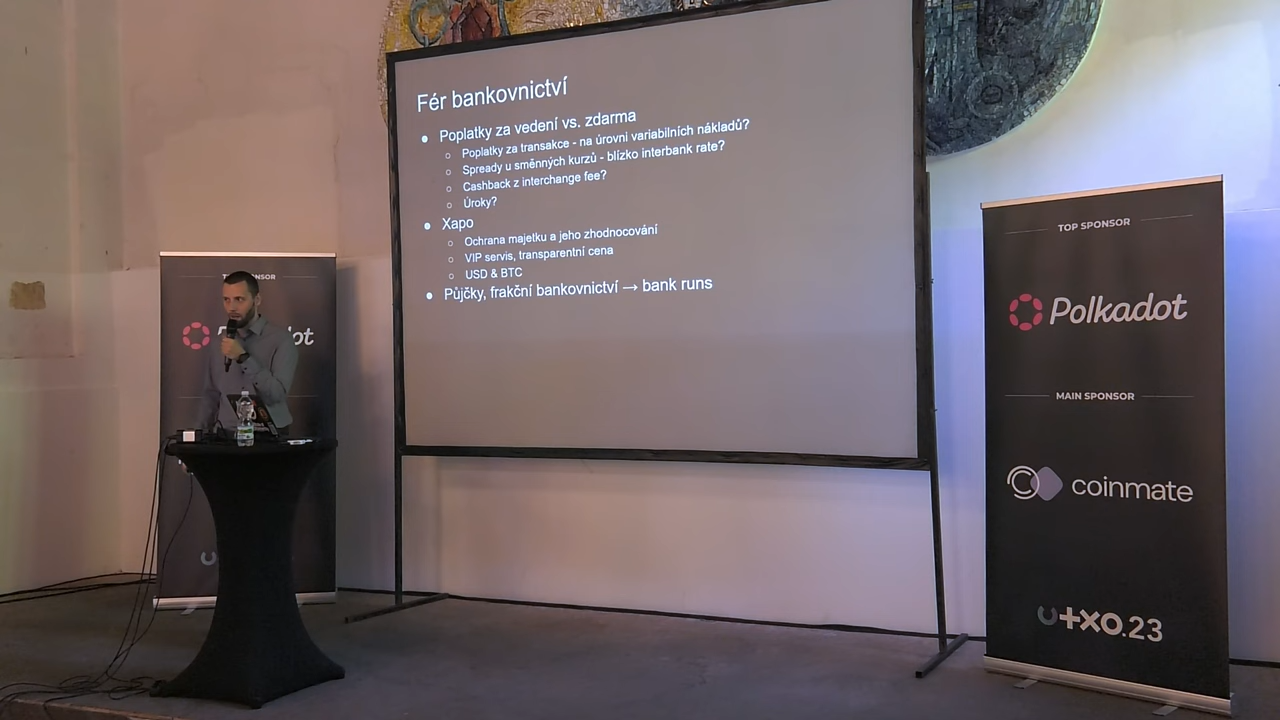 Fér bankovnictví
● Poplatky za vedení vs. zdarma
○ Poplatky za transakce - na úrovni variabilních nákladů?
○ Spready u směnných kurzů - blízko interbank rate?
○ Cashback z interchange fee?
○ Úroky?
● Xapo
○ Ochrana majetku a jeho zhodnocování
○ VIP servis, transparentní cena
○ USD & BTC
● Půjčky, frakční bankovnictví → bank runs
TOP SPONSOR
Polkadot
MAIN SPONSOR
coinmate
UTXO.23